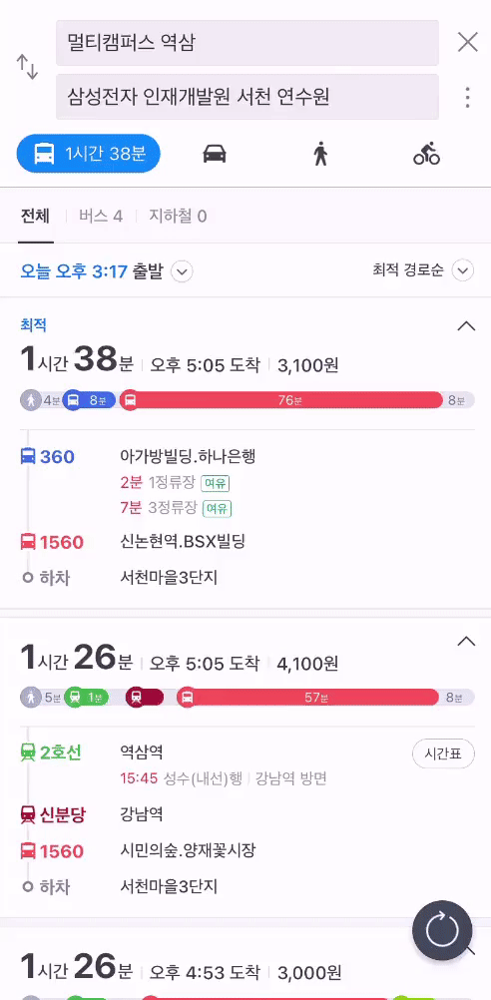 멀티캠퍼스 역삼
삼성전자 인재개발원 서천 연수원
1시간 38분
전체 버스 4 지하철 0
오늘 오후 3:17 출발 최적 경로순
최적
1시간 38분 오후 5:05 도착 3,100원
4분 8분 76분 8분
360 아가방빌딩.하나은행
2분 1정류장 여유
7분 3정류장 여유
1560 신논현역.BSX빌딩
하차 서천마을3단지
1시간 26분 오후 5:05 도착 4,100원
5분 1분 57분 8분
2호선 역삼역 시간표
15:45 성수(내선)행 강남역 방면
신분당 강남역
1560 시민의숲.양재꽃시장
하차 서천마을3단지
1시간 26분 오후 4:53 도착 3,000원